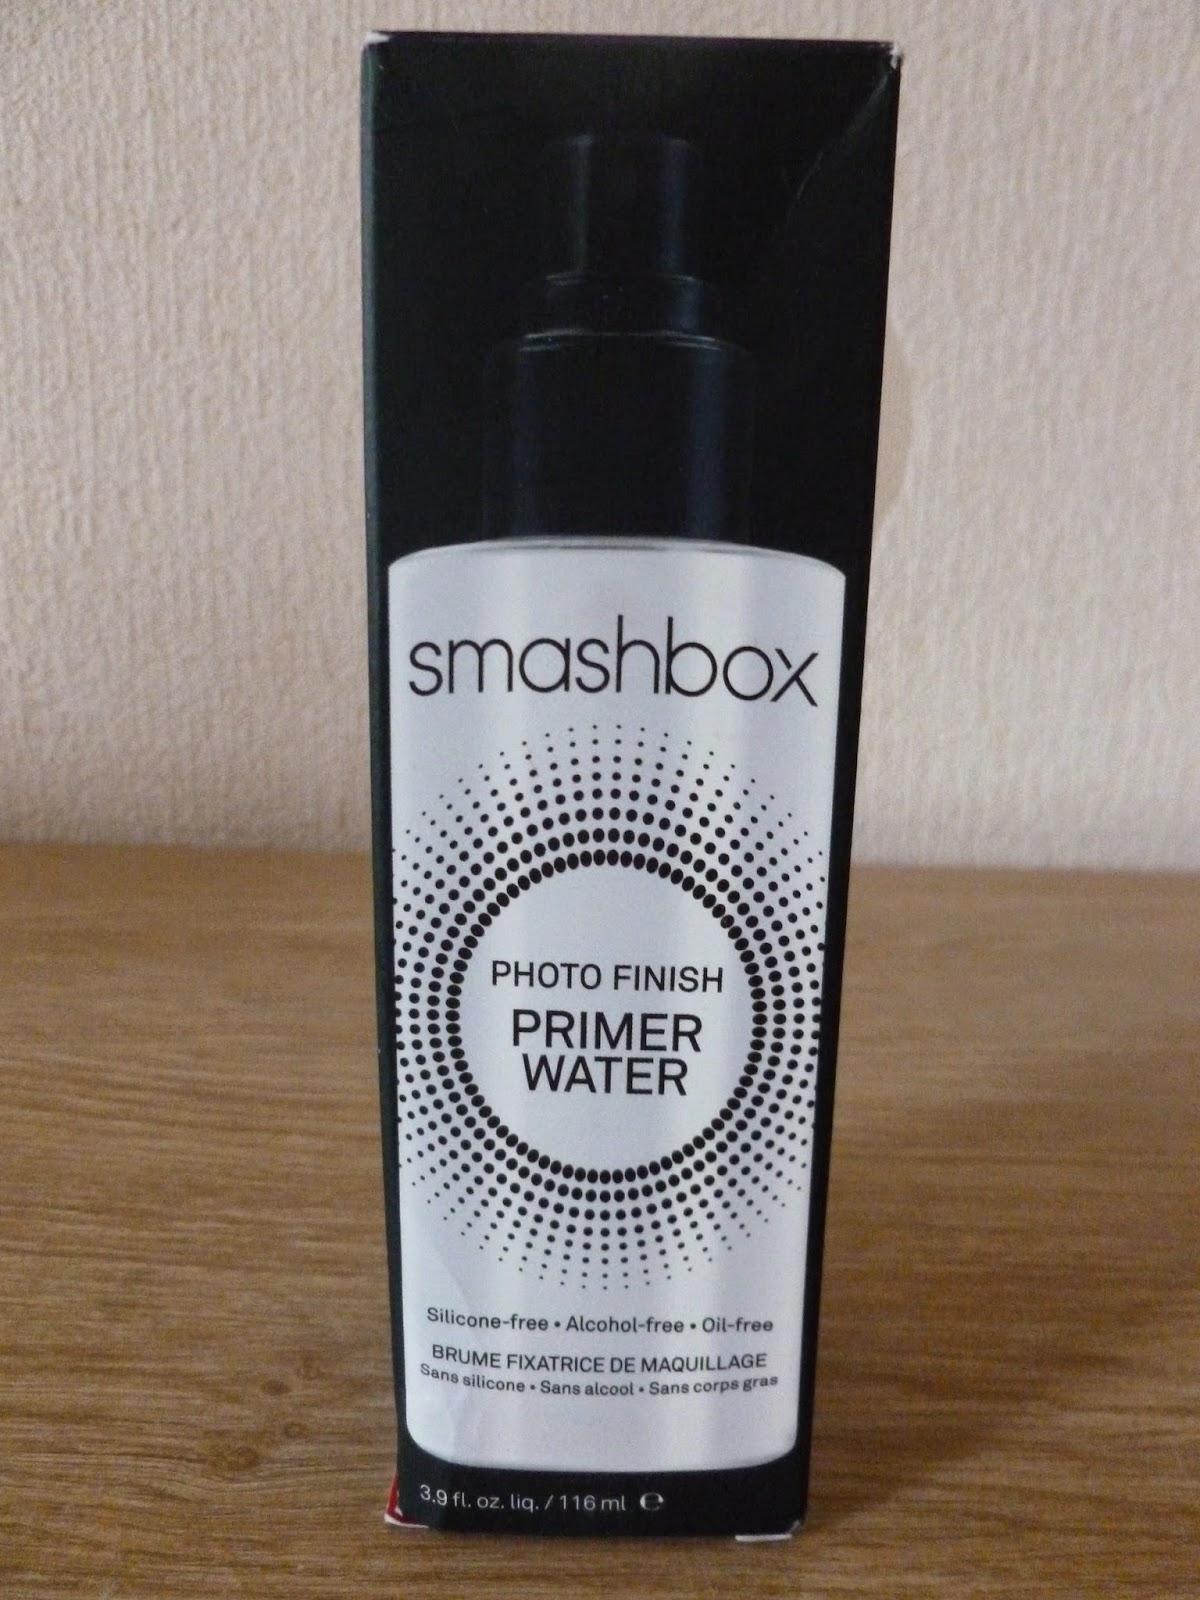 smashbox
PHOTO FINISH
PRIMER
WATER
Silicone-free • Alcohol-free • Oil-free
BRUME FIXATRICE DE MAQUILLAGE
Sans silicone • Sans alcool • Sans corps gras
3.9 fl. oz. liq. / 116 ml ℮